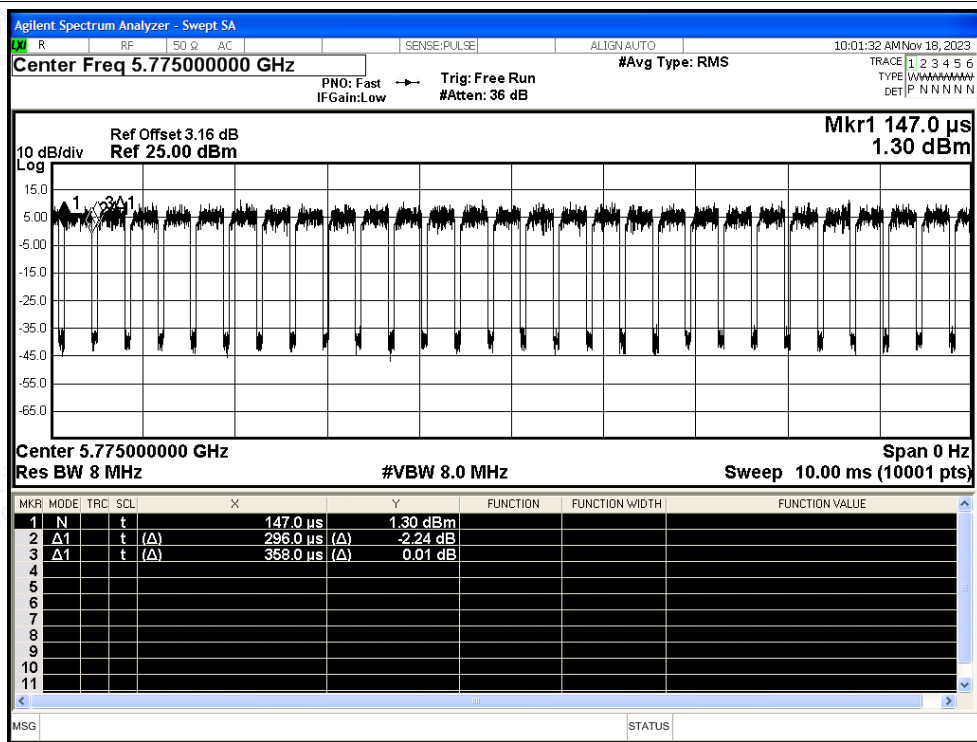 Agilent Spectrum Analyzer - Swept SA
LXI R RF 50 Ω AC SENSE:PULSE ALIGN AUTO 10:01:32 AM Nov 18, 2023
Center Freq 5.775000000 GHz #Avg Type: RMS TRACE 1 2 3 4 5 6
PNO: Fast Trig: Free Run TYPE
IFGain:Low #Atten: 36 dB DET P N N N N N
Mkr1 147.0 µs
Ref Offset 3.16 dB
10 dB/div Ref 25.00 dBm 1.30 dBm
Log
15.0
1 3Δ1
5.00
-5.00
-15.0
-25.0
-35.0
-45.0
-55.0
-65.0
Center 5.775000000 GHz Span 0 Hz
Res BW 8 MHz #VBW 8.0 MHz Sweep 10.00 ms (10001 pts)
MKR MODE TRC SCL X Y FUNCTION FUNCTION WIDTH FUNCTION VALUE
1 N t 147.0 µs 1.30 dBm
2 Δ1 t (Δ) 296.0 µs (Δ) -2.24 dB
3 Δ1 t (Δ) 358.0 µs (Δ) 0.01 dB
4
5
6
7
8
9
10
11
MSG STATUS